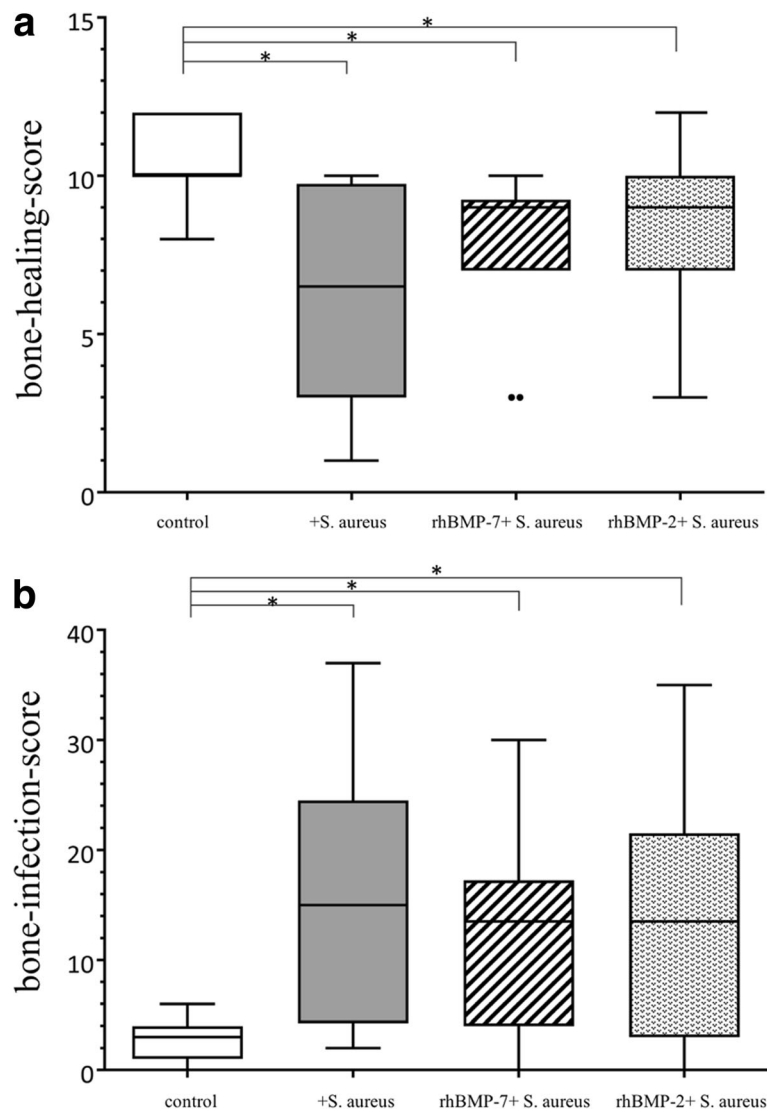 a
bone-healing-score
15
10
5
0
*
*
*
control
+S. aureus
rhBMP-7+ S. aureus
rhBMP-2+ S. aureus
b
bone-infection-score
40
30
20
10
0
*
*
*
control
+S. aureus
rhBMP-7+ S. aureus
rhBMP-2+ S. aureus